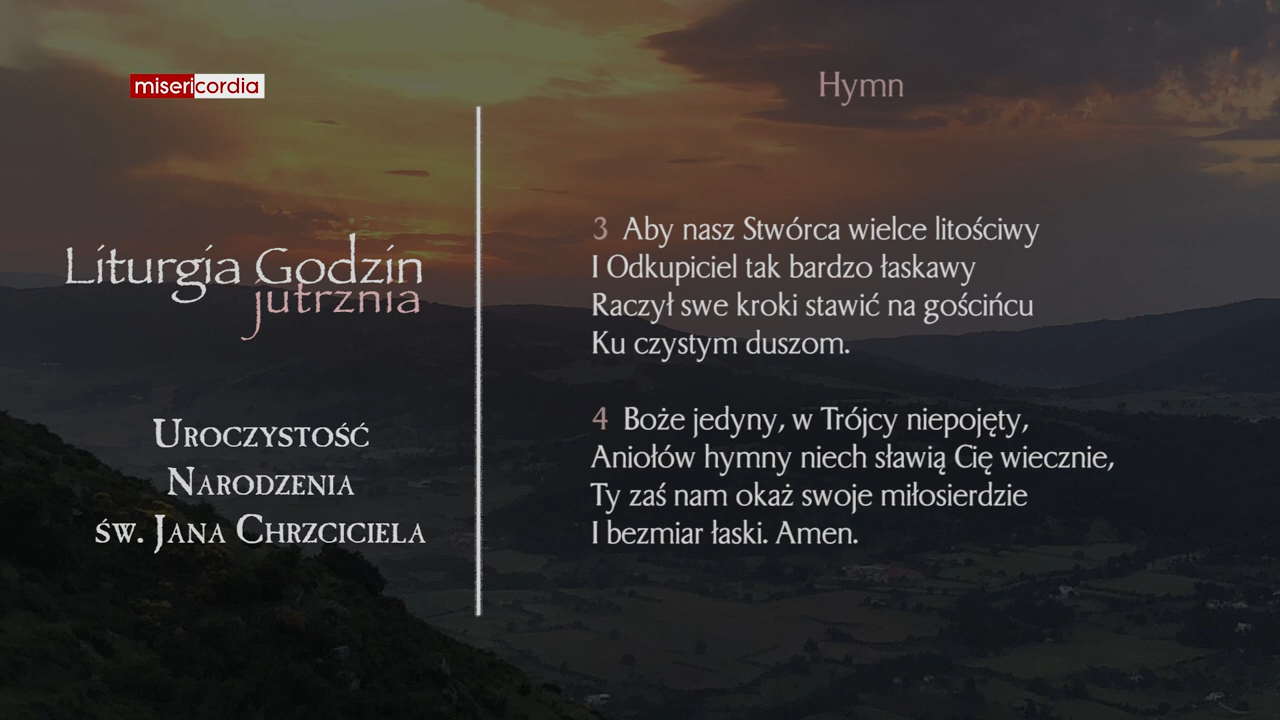 misericordia
Liturgia Godzin
jutrznia
Uroczystość
Narodzenia
św. Jana Chrzciciela
Hymn
3 Aby nasz Stwórca wielce litościwy
I Odkupiciel tak bardzo łaskawy
Raczył swe kroki stawić na gościńcu
Ku czystym duszom.
4 Boże jedyny, w Trójcy niepojęty,
Aniołów hymny niech sławią Cię wiecznie,
Ty zaś nam okaż swoje miłosierdzie
I bezmiar łaski. Amen.